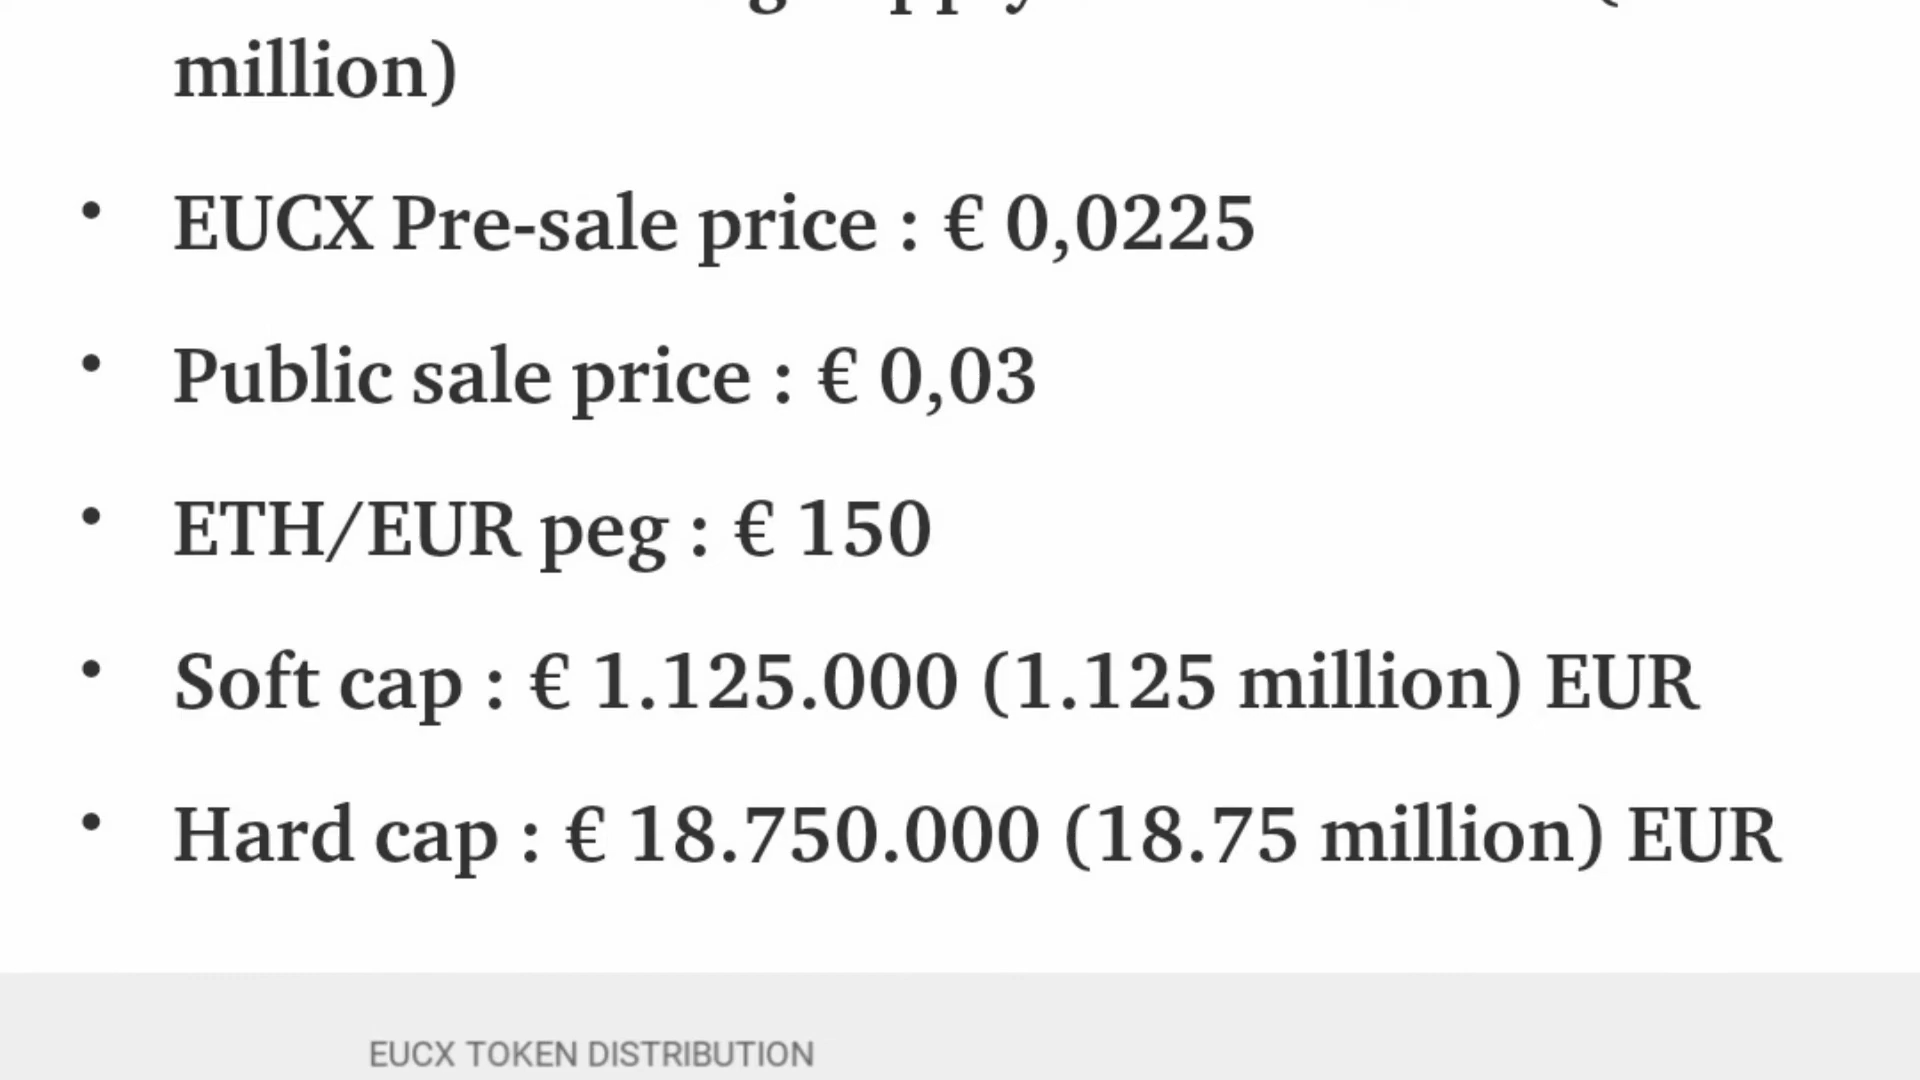 million)
• EUCX Pre-sale price : € 0,0225
• Public sale price : € 0,03
• ETH/EUR peg : € 150
• Soft cap : € 1.125.000 (1.125 million) EUR
• Hard cap : € 18.750.000 (18.75 million) EUR
EUCX TOKEN DISTRIBUTION